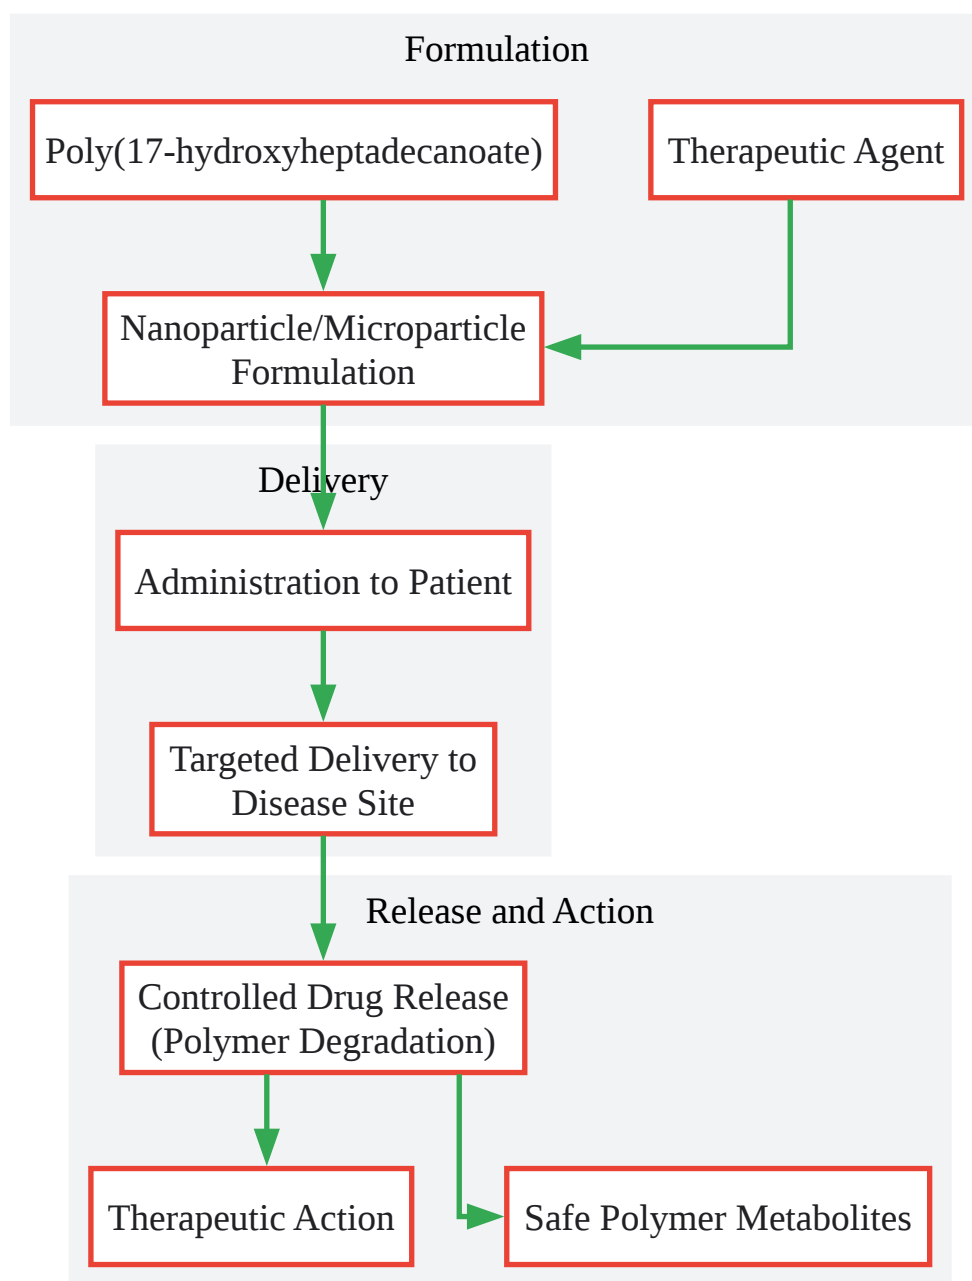 Formulation
Poly(17-hydroxyheptadecanoate)
Therapeutic Agent
Nanoparticle/Microparticle
Formulation
Delivery
Administration to Patient
Targeted Delivery to
Disease Site
Release and Action
Controlled Drug Release
(Polymer Degradation)
Therapeutic Action
Safe Polymer Metabolites